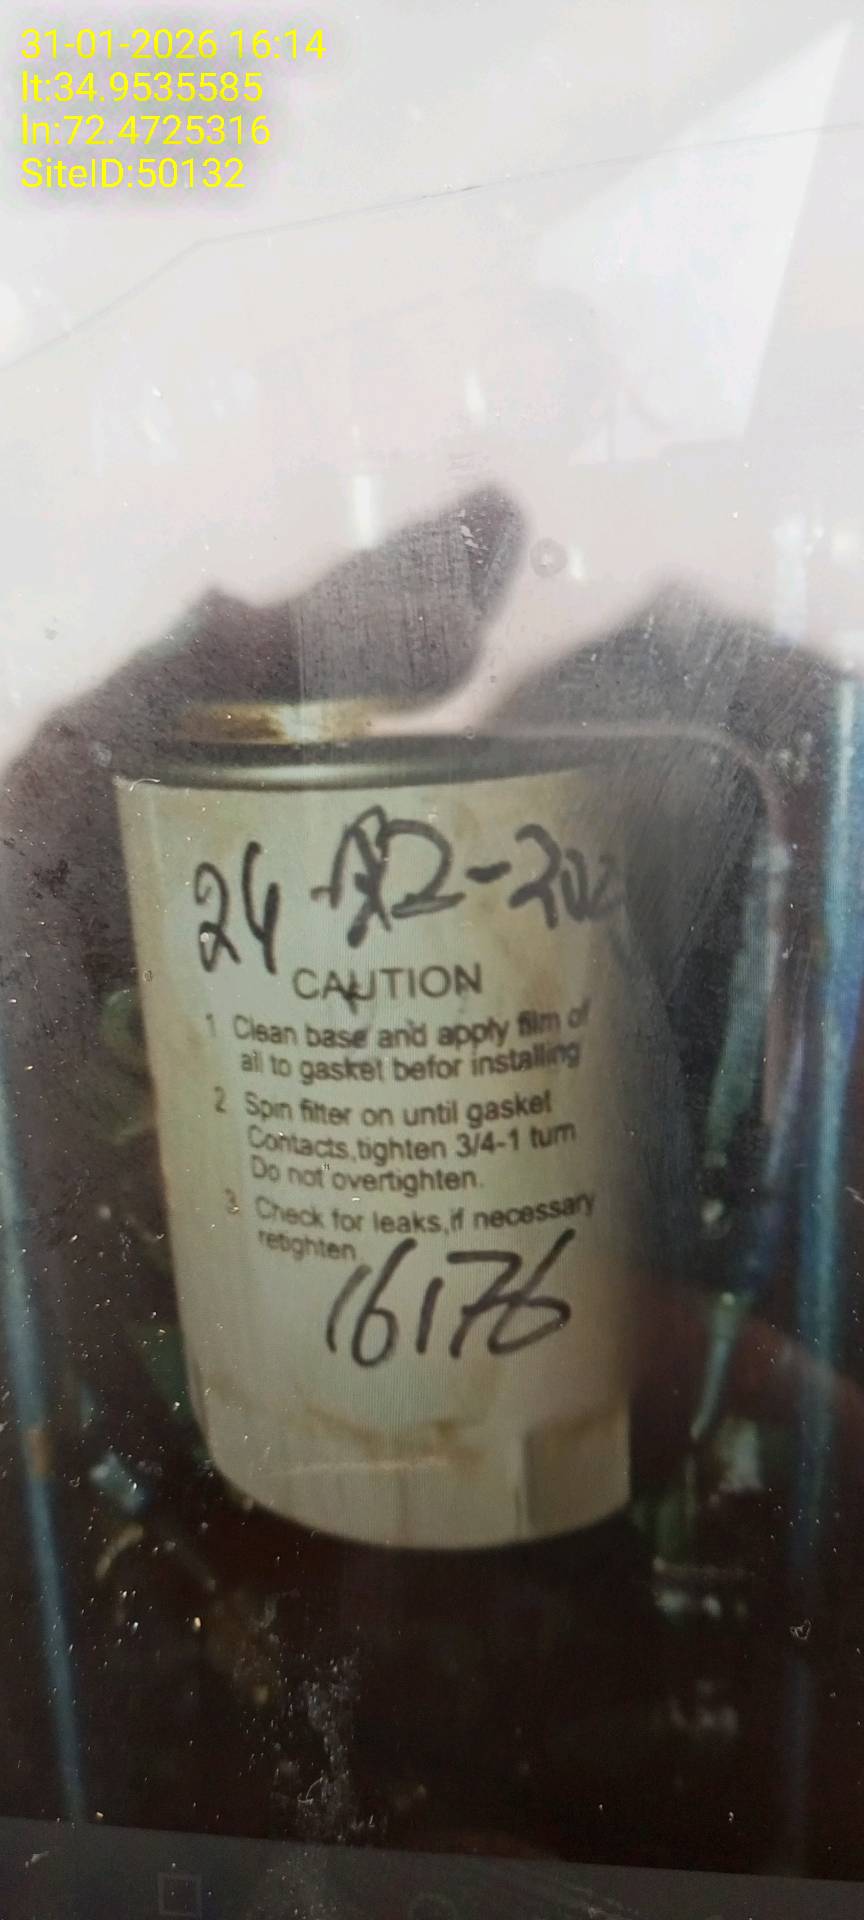 31-01-2026 16:14
lt:34.9535585
ln:72.4725316
SiteID:50132
24
CAUTION
1 Clean base and apply film of
ail to gasket befor installing
2 Spin filter on until gasket
Contacts,tighten 3/4-1 turn
Do not overtighten.
3 Check for leaks,if necessary
retighten
16176